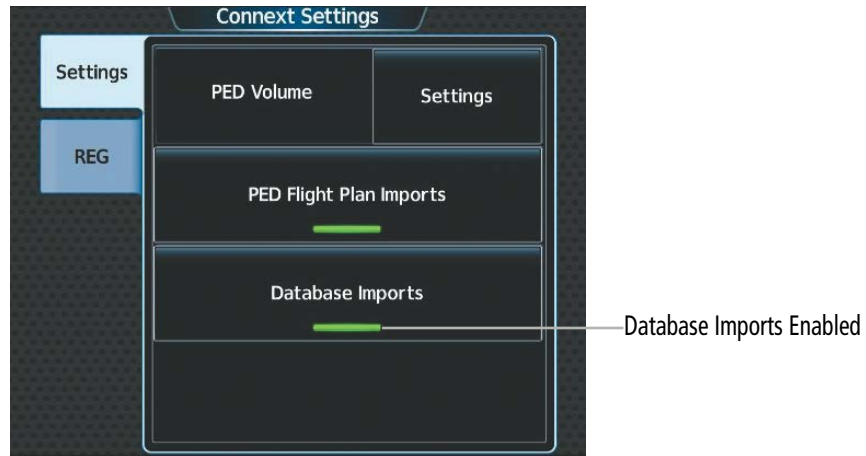 Connext Settings
Settings
PED Volume
Settings
REG
PED Flight Plan Imports
Database Imports
Database Imports Enabled